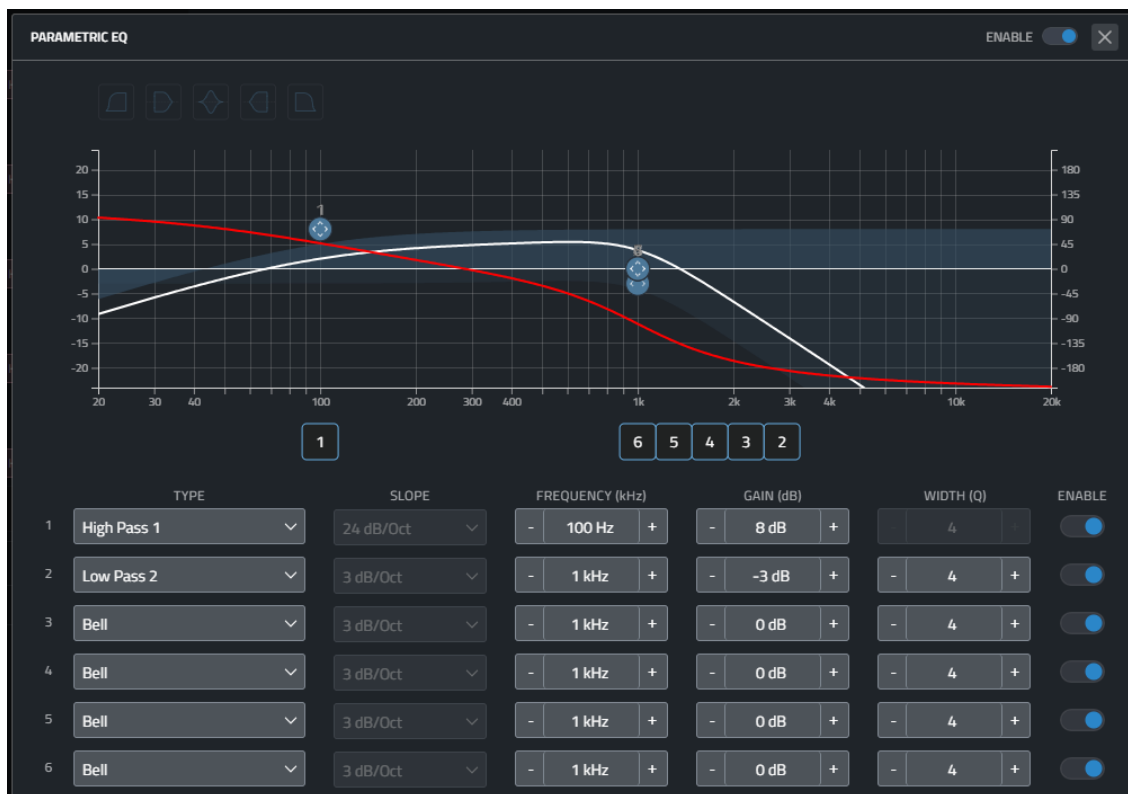 PARAMETRIC EQ ENABLE
20 180
15 135
1
10 90
5 45
8
0 0
-5 -45
-10 -90
-15 -135
-20 -180
20 30 40 100 200 300 400 1k 2k 3k 4k 10k 20k
1 6 5 4 3 2
TYPE SLOPE FREQUENCY (kHz) GAIN (dB) WIDTH (Q) ENABLE
1 High Pass 1 24 dB/Oct - 100 Hz + - 8 dB + - 4 +
2 Low Pass 2 3 dB/Oct - 1 kHz + - -3 dB + - 4 +
3 Bell 3 dB/Oct - 1 kHz + - 0 dB + - 4 +
4 Bell 3 dB/Oct - 1 kHz + - 0 dB + - 4 +
5 Bell 3 dB/Oct - 1 kHz + - 0 dB + - 4 +
6 Bell 3 dB/Oct - 1 kHz + - 0 dB + - 4 +